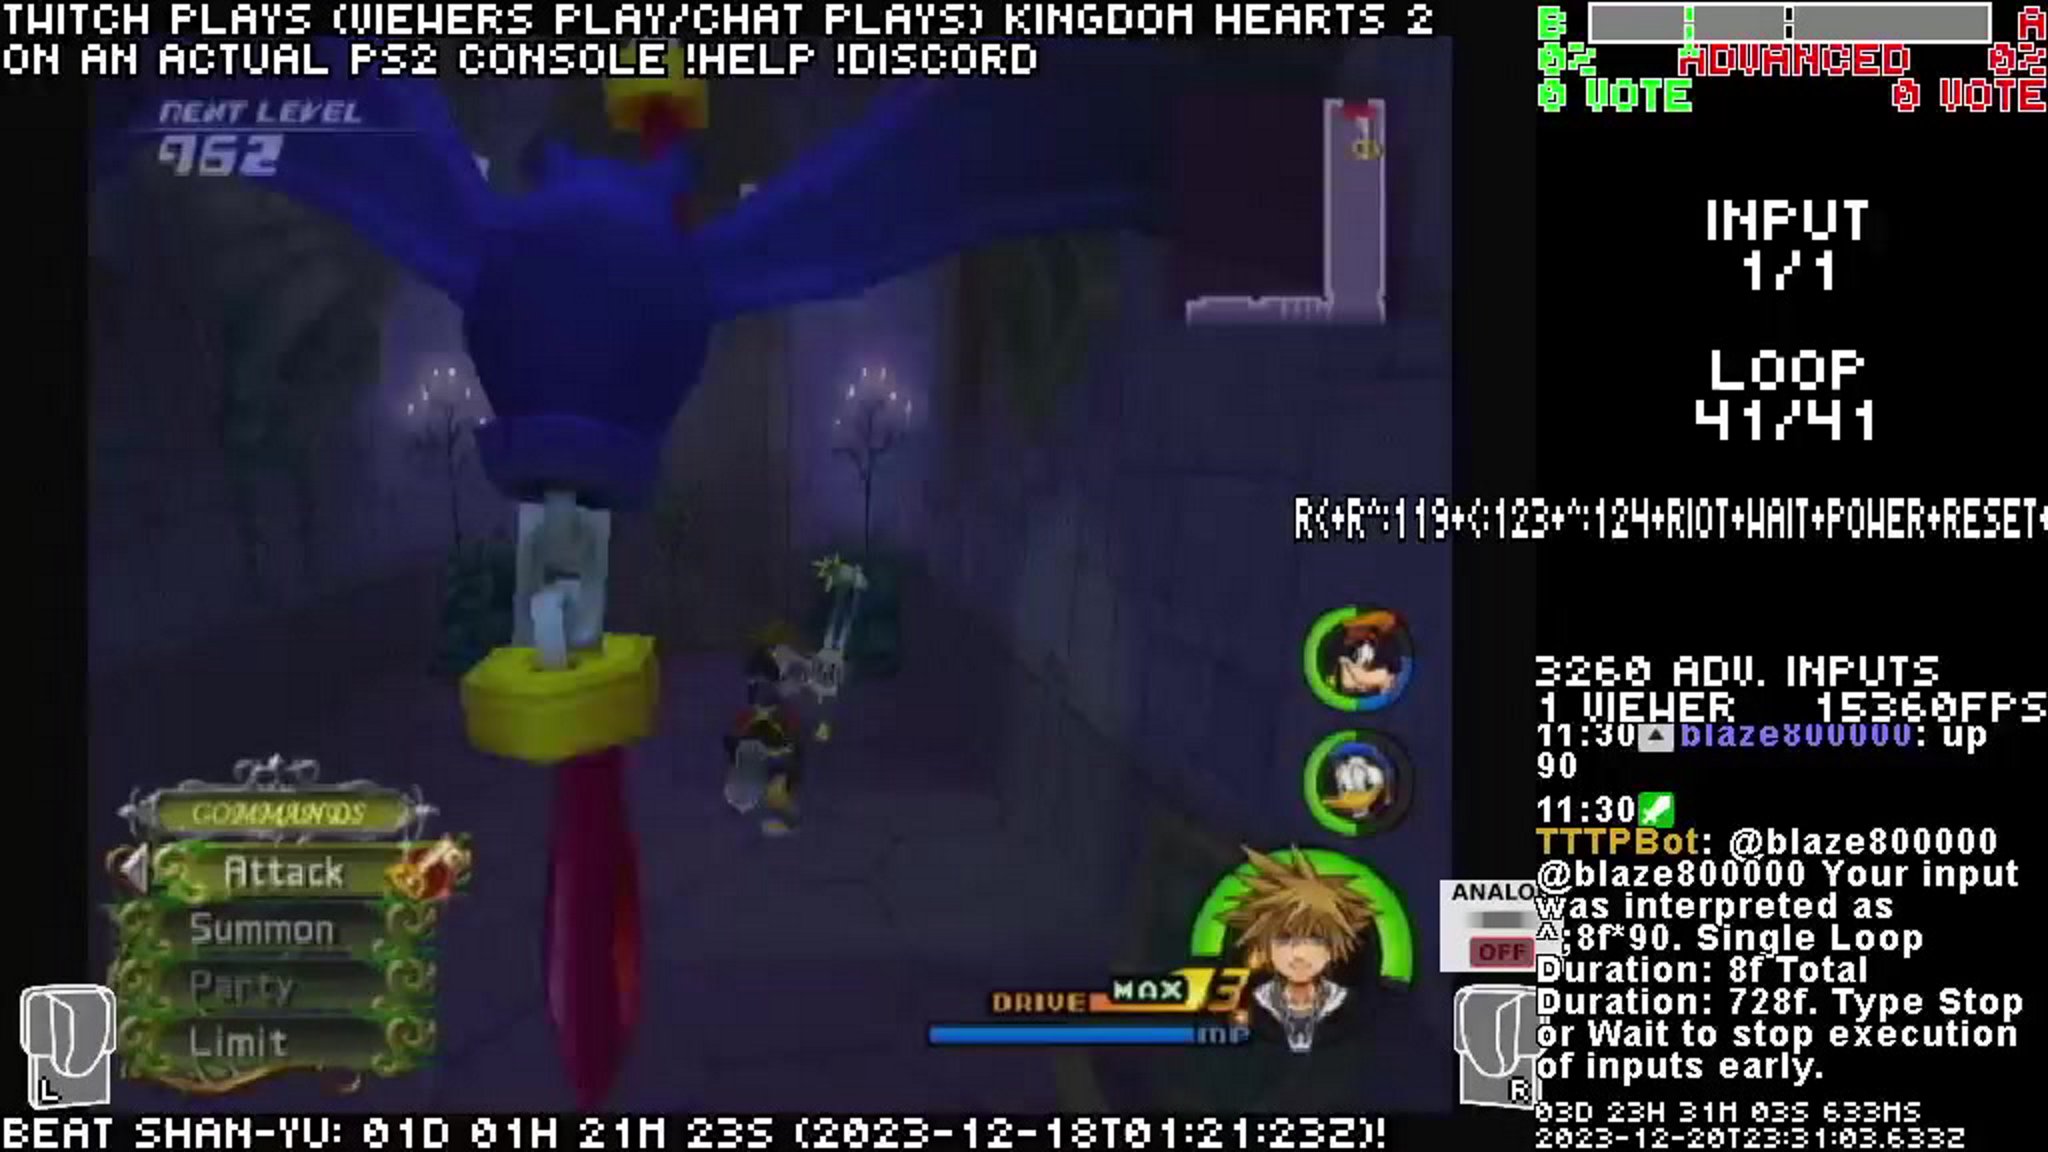 TWITCH PLAYS (VIEWERS PLAY/CHAT PLAYS) KINGDOM HEARTS 2
ON AN ACTUAL PS2 CONSOLE !HELP !DISCORD
NEXT LEVEL
962
COMMANDS
Attack
Summon
Party
Limit
L
DRIVE MAX 3
MP
ANALO
OFF
R
BEAT SHAN-YU: 01D 01H 21M 23S (2023-12-18T01:21:23Z)!
B A
0% ADVANCED 0%
0 VOTE 0 VOTE
INPUT
1/1
LOOP
41/41
R<+R^:119+<:123+^:124+RIOT+WAIT+POWER+RESET+
3260 ADV. INPUTS
1 VIEWER 15360FPS
11:30 blaze800000: up
90
11:30
TTTPBot: @blaze800000
@blaze800000 Your input
was interpreted as
^;8f*90. Single Loop
Duration: 8f Total
Duration: 728f. Type Stop
or Wait to stop execution
of inputs early.
03D 23H 31M 03S 633MS
2023-12-20T23:31:03.633Z